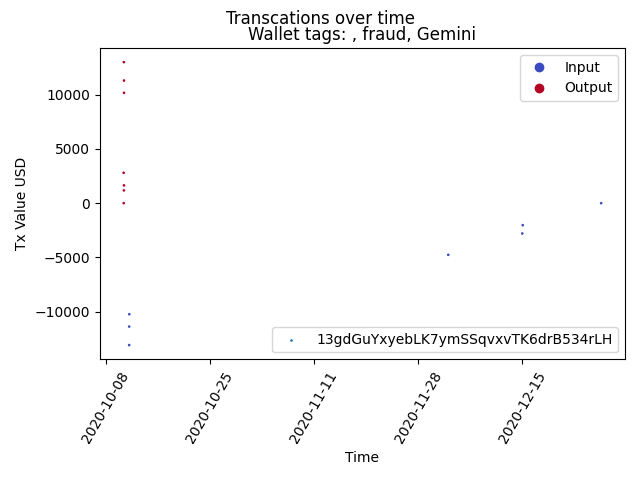 Transcations over time
Wallet tags: , fraud, Gemini
Input
Output
10000
5000
0
−5000
−10000
Tx Value USD
13gdGuYxyebLK7ymSSqvxvTK6drB534rLH
2020-10-08
2020-10-25
2020-11-11
2020-11-28
2020-12-15
Time